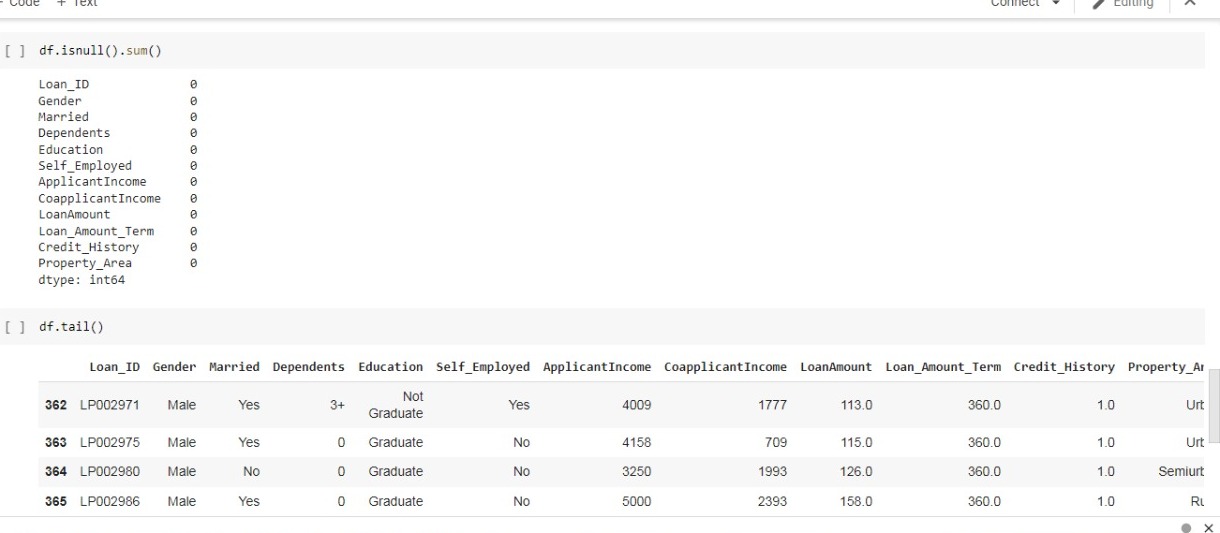 Code + Text Connect Editing
[ ] df.isnull().sum()
Loan_ID 0
Gender 0
Married 0
Dependents 0
Education 0
Self_Employed 0
ApplicantIncome 0
CoapplicantIncome 0
LoanAmount 0
Loan_Amount_Term 0
Credit_History 0
Property_Area 0
dtype: int64
[ ] df.tail()
Loan_ID Gender Married Dependents Education Self_Employed ApplicantIncome CoapplicantIncome LoanAmount Loan_Amount_Term Credit_History Property_Ar
362 LP002971 Male Yes 3+ Not Graduate Yes 4009 1777 113.0 360.0 1.0 Urb
363 LP002975 Male Yes 0 Graduate No 4158 709 115.0 360.0 1.0 Urb
364 LP002980 Male No 0 Graduate No 3250 1993 126.0 360.0 1.0 Semiurb
365 LP002986 Male Yes 0 Graduate No 5000 2393 158.0 360.0 1.0 Ru